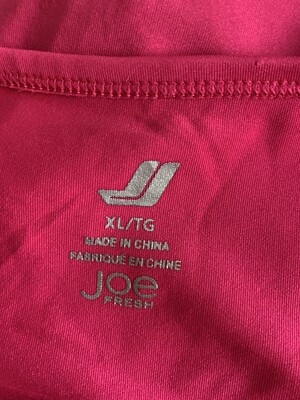 XL/TG
MADE IN CHINA
FABRIQUÉ EN CHINE
Joe
FRESH